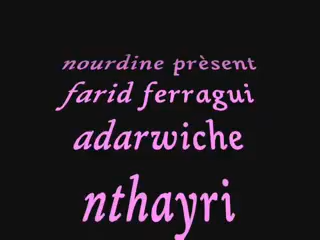 nourdine prèsent
farid ferragui
adarwiche
nthayri